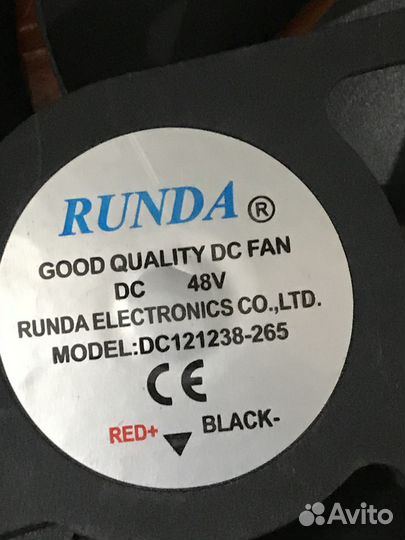 RUNDA ®
GOOD QUALITY DC FAN
DC 48V
RUNDA ELECTRONICS CO.,LTD.
MODEL:DC121238-265
CE
RED+ BLACK-
Avito